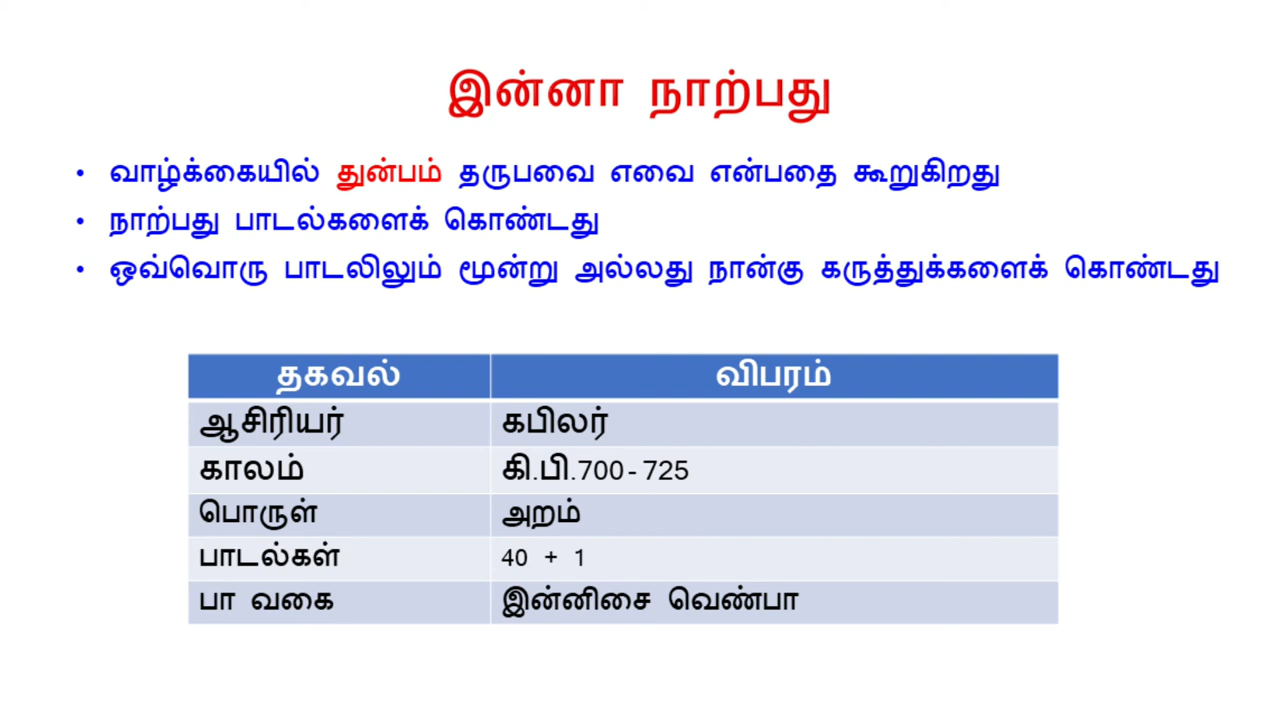 இன்னா நாற்பது
• வாழ்க்கையில் துன்பம் தருபவை எவை என்பதை கூறுகிறது
• நாற்பது பாடல்களைக் கொண்டது
• ஒவ்வொரு பாடலிலும் மூன்று அல்லது நான்கு கருத்துக்களைக் கொண்டது
தகவல் விபரம்
ஆசிரியர் கபிலர்
காலம் கி.பி.700-725
பொருள் அறம்
பாடல்கள் 40 + 1
பா வகை இன்னிசை வெண்பா